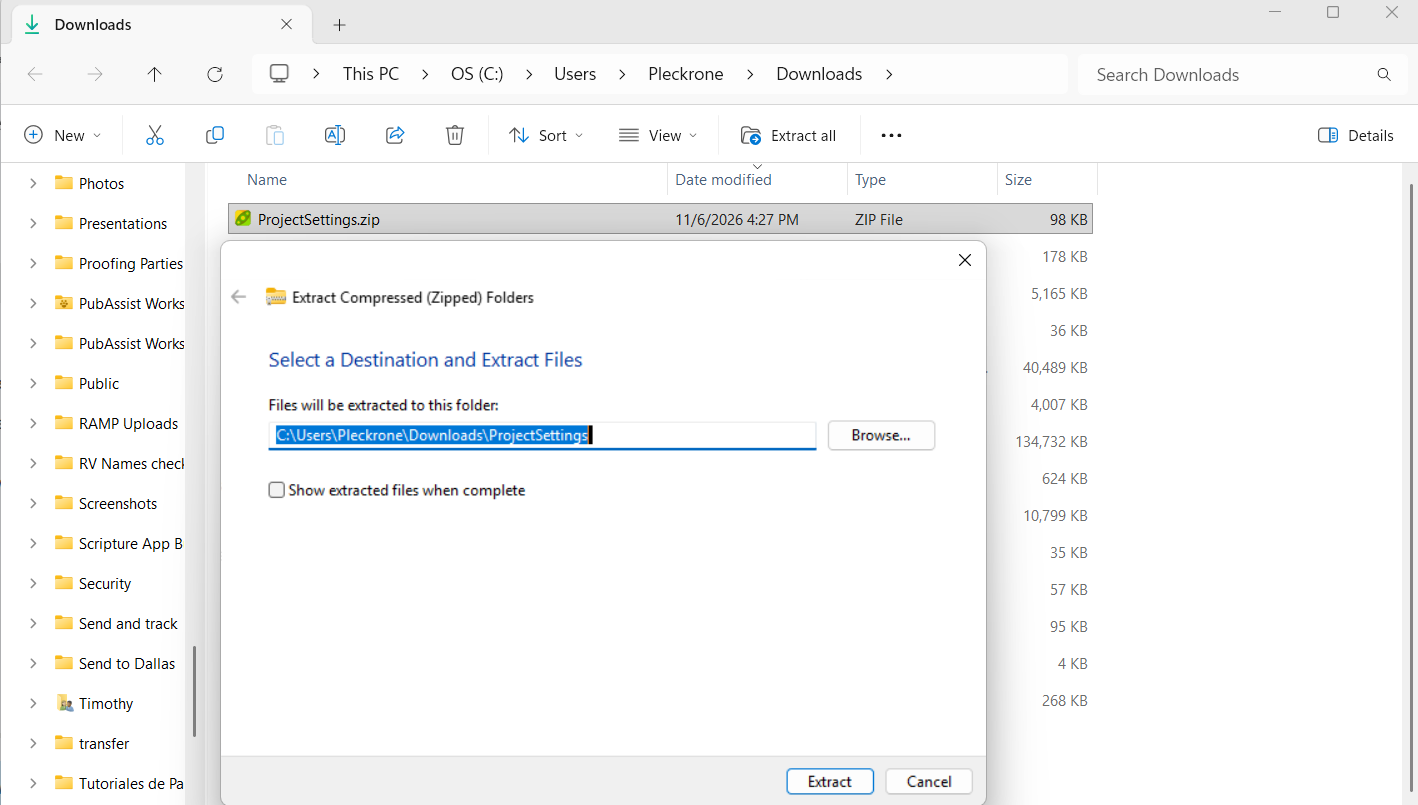 Downloads
This PC > OS (C:) > Users > Pleckrone > Downloads >
Search Downloads
New
Sort
View
Extract all
Details
Name Date modified Type Size
ProjectSettings.zip 11/6/2026 4:27 PM ZIP File 98 KB
178 KB
5,165 KB
36 KB
40,489 KB
4,007 KB
134,732 KB
624 KB
10,799 KB
35 KB
57 KB
95 KB
4 KB
268 KB
Photos
Presentations
Proofing Parties
PubAssist Works
PubAssist Works
Public
RAMP Uploads
RV Names check
Screenshots
Scripture App B
Security
Send and track
Send to Dallas
Timothy
transfer
Tutoriales de Pa
Extract Compressed (Zipped) Folders
Select a Destination and Extract Files
Files will be extracted to this folder:
C:\Users\Pleckrone\Downloads\ProjectSettings
Browse...
Show extracted files when complete
Extract
Cancel